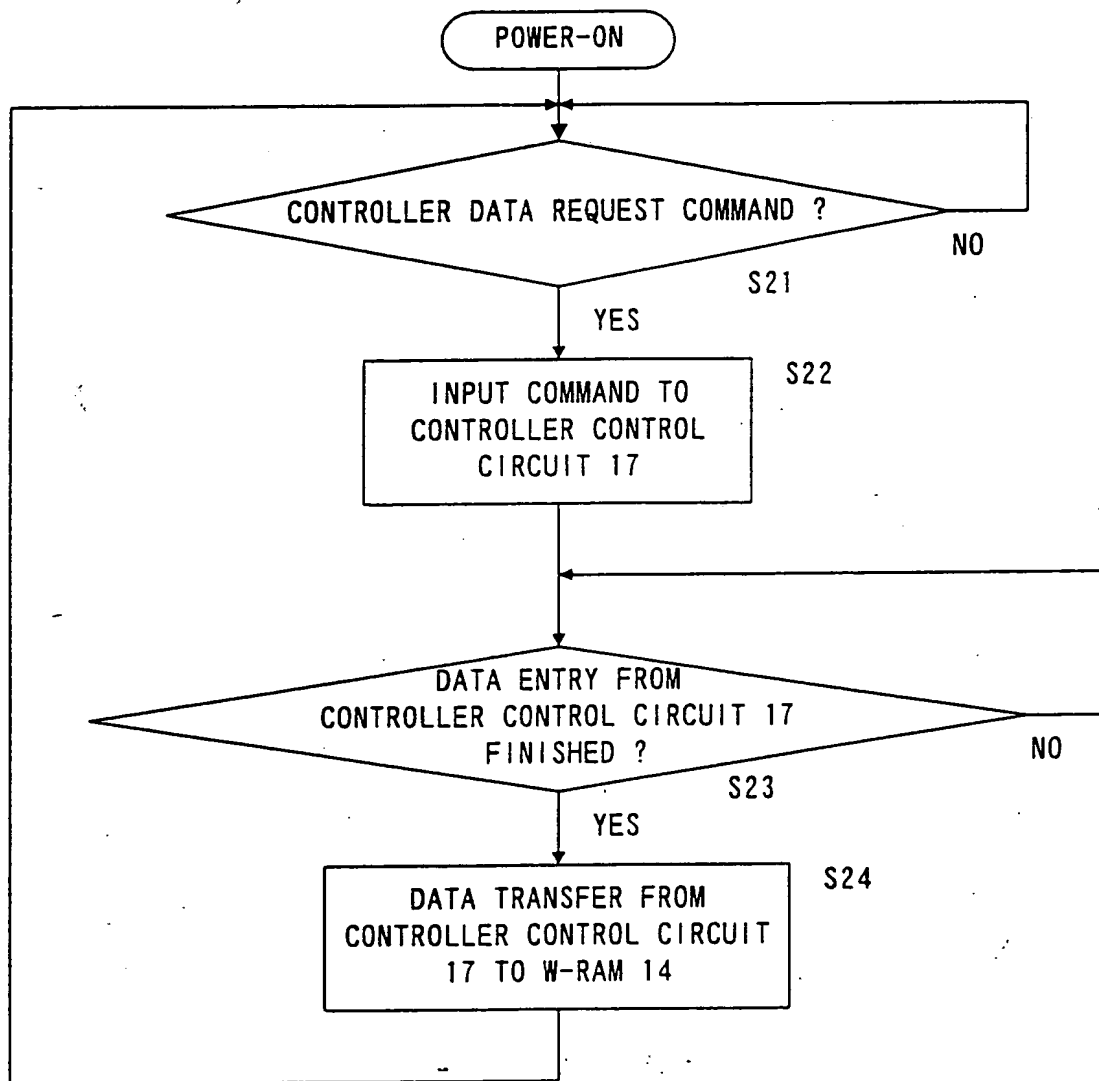 POWER-ON
CONTROLLER DATA REQUEST COMMAND ?
NO
S21
YES
S22
INPUT COMMAND TO
CONTROLLER CONTROL
CIRCUIT 17
DATA ENTRY FROM
CONTROLLER CONTROL CIRCUIT 17
FINISHED ?
NO
S23
YES
S24
DATA TRANSFER FROM
CONTROLLER CONTROL CIRCUIT
17 TO W-RAM 14